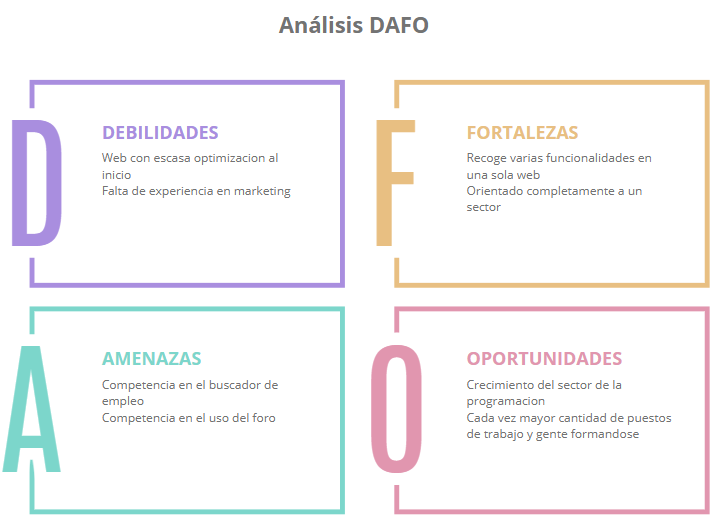 Análisis DAFO
D
DEBILIDADES
Web con escasa optimizacion al
inicio
Falta de experiencia en marketing
F
FORTALEZAS
Recoge varias funcionalidades en
una sola web
Orientado completamente a un
sector
A
AMENAZAS
Competencia en el buscador de
empleo
Competencia en el uso del foro
O
OPORTUNIDADES
Crecimiento del sector de la
programacion
Cada vez mayor cantidad de puestos
de trabajo y gente formandose